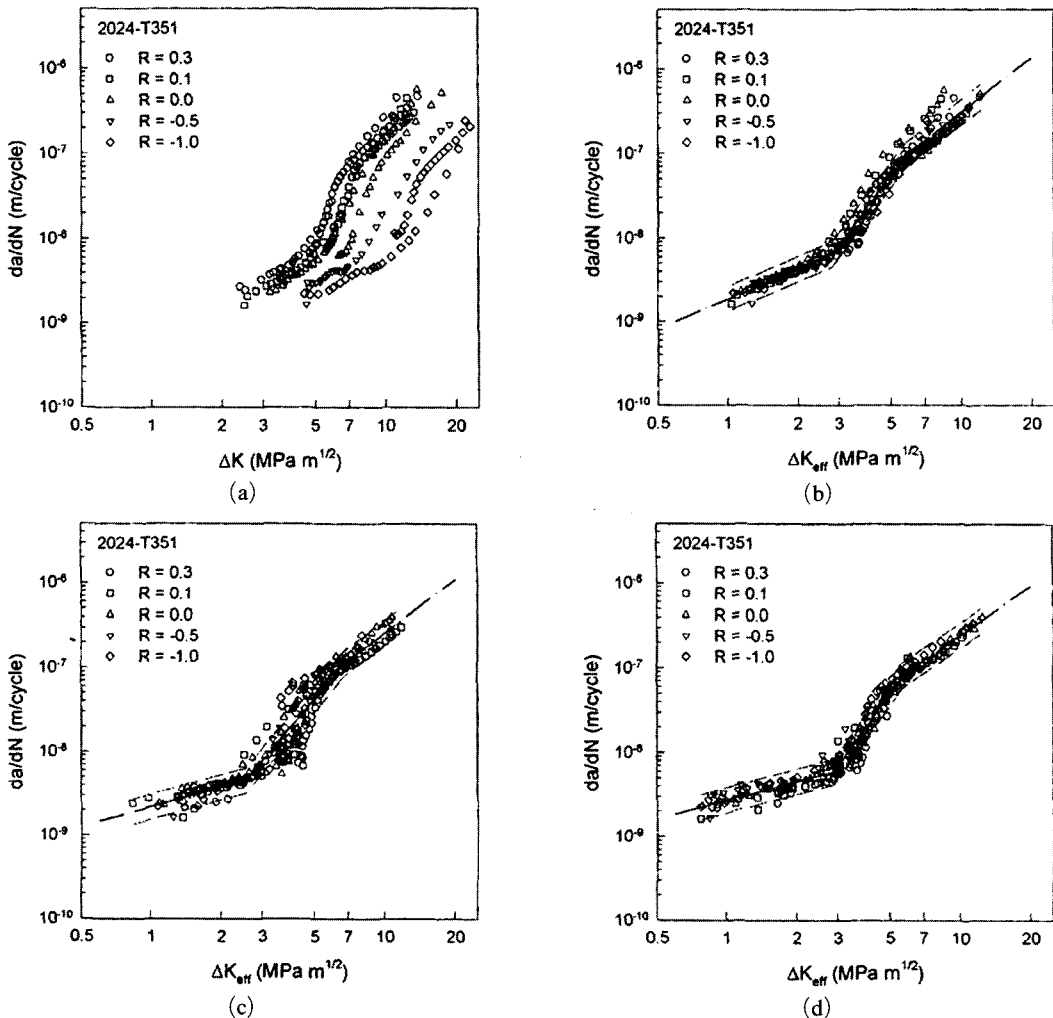 2024-T351
R = 0.3
R = 0.1
R = 0.0
R = -0.5
R = -1.0
10⁻⁶
10⁻⁷
10⁻⁸
10⁻⁹
10⁻¹⁰
da/dN (m/cycle)
0.5 1 2 3 5 7 10 20
ΔK (MPa m¹/²)
(a)
2024-T351
R = 0.3
R = 0.1
R = 0.0
R = -0.5
R = -1.0
10⁻⁶
10⁻⁷
10⁻⁸
10⁻⁹
10⁻¹⁰
da/dN (m/cycle)
0.5 1 2 3 5 7 10 20
ΔKeff (MPa m¹/²)
(b)
2024-T351
R = 0.3
R = 0.1
R = 0.0
R = -0.5
R = -1.0
10⁻⁶
10⁻⁷
10⁻⁸
10⁻⁹
10⁻¹⁰
da/dN (m/cycle)
0.5 1 2 3 5 7 10 20
ΔKeff (MPa m¹/²)
(c)
2024-T351
R = 0.3
R = 0.1
R = 0.0
R = -0.5
R = -1.0
10⁻⁶
10⁻⁷
10⁻⁸
10⁻⁹
10⁻¹⁰
da/dN (m/cycle)
0.5 1 2 3 5 7 10 20
ΔKeff (MPa m¹/²)
(d)